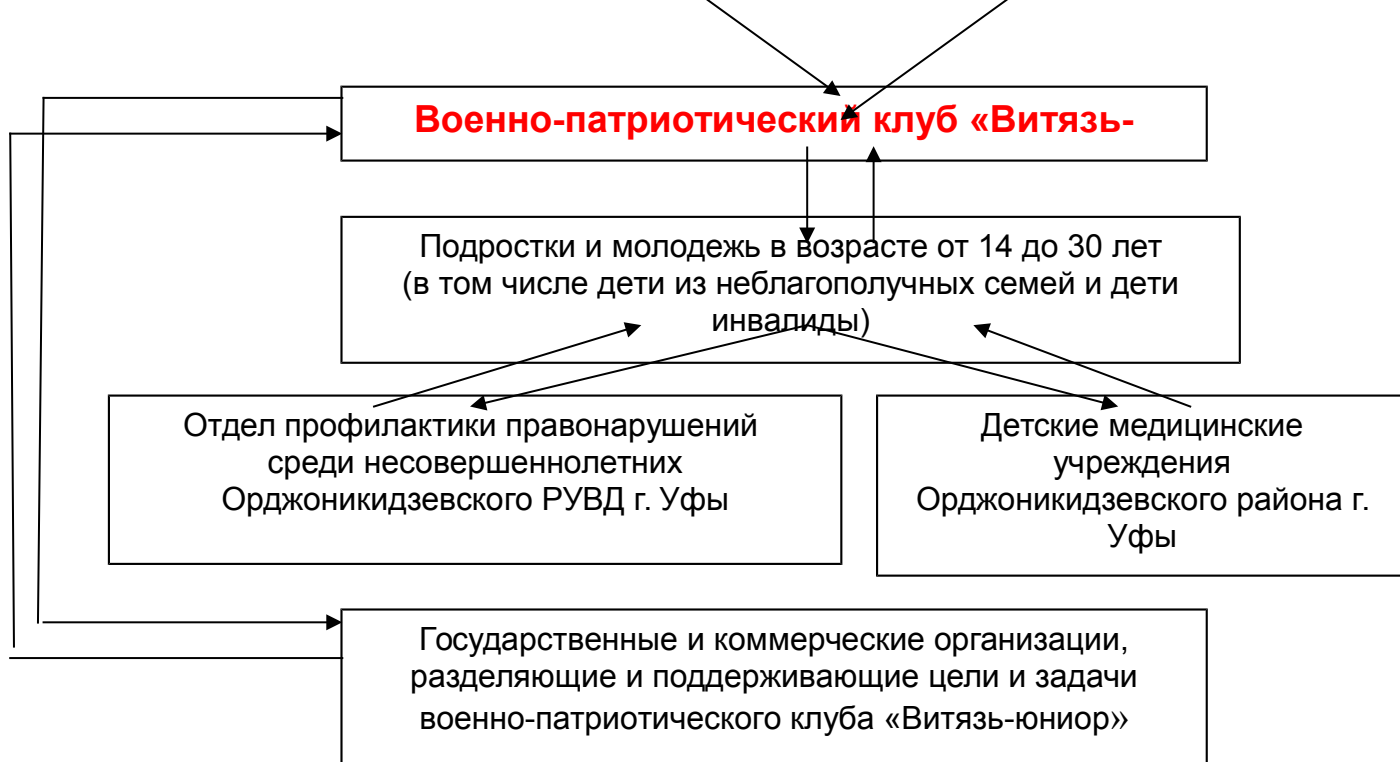 Военно-патриотический клуб «Витязь-
Подростки и молодежь в возрасте от 14 до 30 лет
(в том числе дети из неблагополучных семей и дети
инвалиды)
Отдел профилактики правонарушений
среди несовершеннолетних
Орджоникидзевского РУВД г. Уфы
Детские медицинские
учреждения
Орджоникидзевского района г.
Уфы
Государственные и коммерческие организации,
разделяющие и поддерживающие цели и задачи
военно-патриотического клуба «Витязь-юниор»